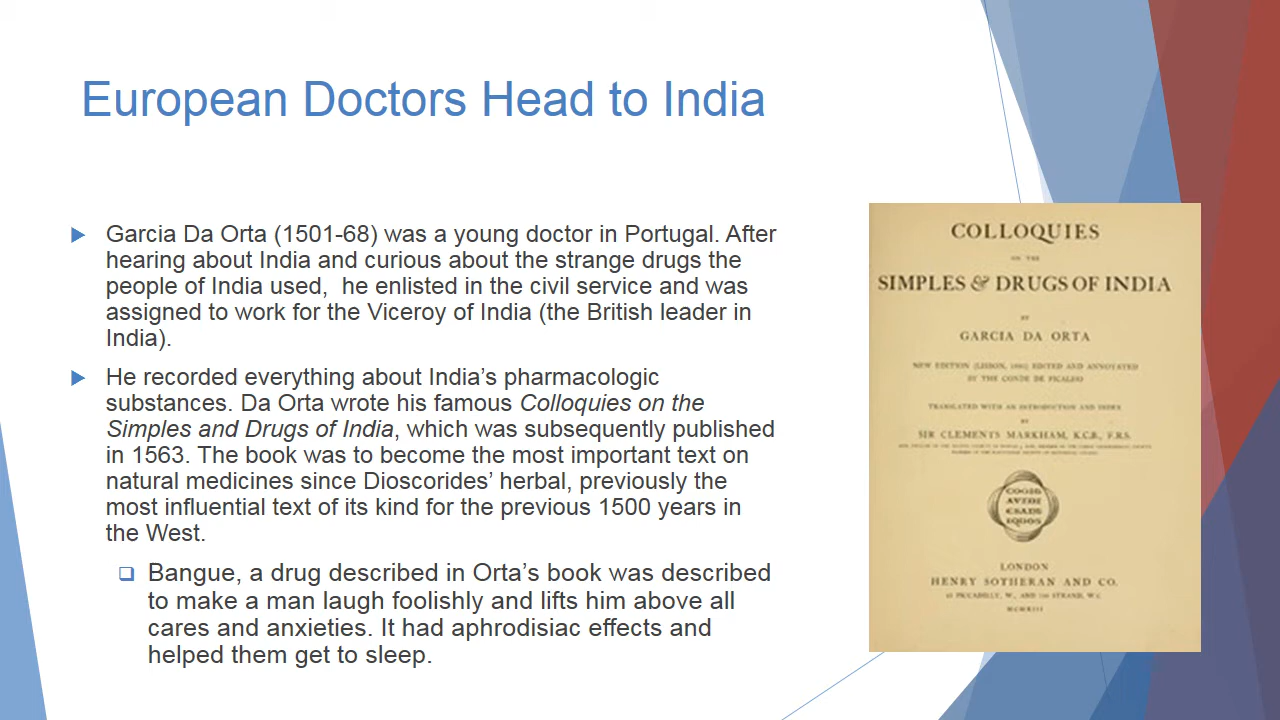 European Doctors Head to India
Garcia Da Orta (1501-68) was a young doctor in Portugal. After
hearing about India and curious about the strange drugs the
people of India used,  he enlisted in the civil service and was
assigned to work for the Viceroy of India (the British leader in
India).
He recorded everything about India's pharmacologic
substances. Da Orta wrote his famous Colloquies on the
Simples and Drugs of India, which was subsequently published
in 1563. The book was to become the most important text on
natural medicines since Dioscorides' herbal, previously the
most influential text of its kind for the previous 1500 years in
the West.
Bangue, a drug described in Orta's book was described
to make a man laugh foolishly and lifts him above all
cares and anxieties. It had aphrodisiac effects and
helped them get to sleep.
COLLOQUIES
ON THE
SIMPLES & DRUGS OF INDIA
BY
GARCIA DA ORTA
NEW EDITION (LISBON, EDITED AND ANNOTATED
BY THE CONDE DE FICALHO
TRANSLATED WITH AN INTRODUCTION AND INDEX
BY
SIR CLEMENTS MARKHAM, K.C.B., F.R.S.
LONDON
HENRY SOTHERAN AND CO.
PICCADILLY, W., AND STRAND, W.C.